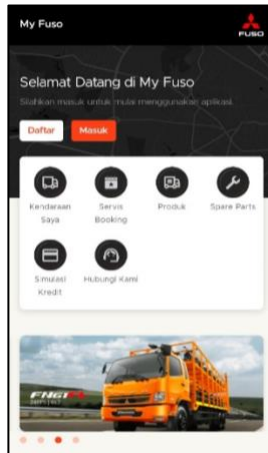 My Fuso
FUSO
Selamat Datang di My Fuso
Silahkan masuk untuk mulai menggunakan aplikasi.
Daftar
Masuk
Kendaraan Saya
Servis Booking
Produk
Spare Parts
Simulasi Kredit
Hubungi Kami